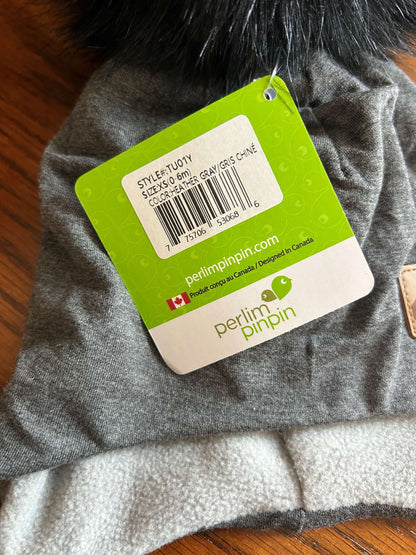 STYLE#:TU01Y
SIZE:XS(0-6m)
COLOR:HEATHER GRAY/GRIS CHINÉ
7 75706 53068 6
perlimpinpin.com
Produit conçu au Canada / Designed in Canada
perlim
pinpin